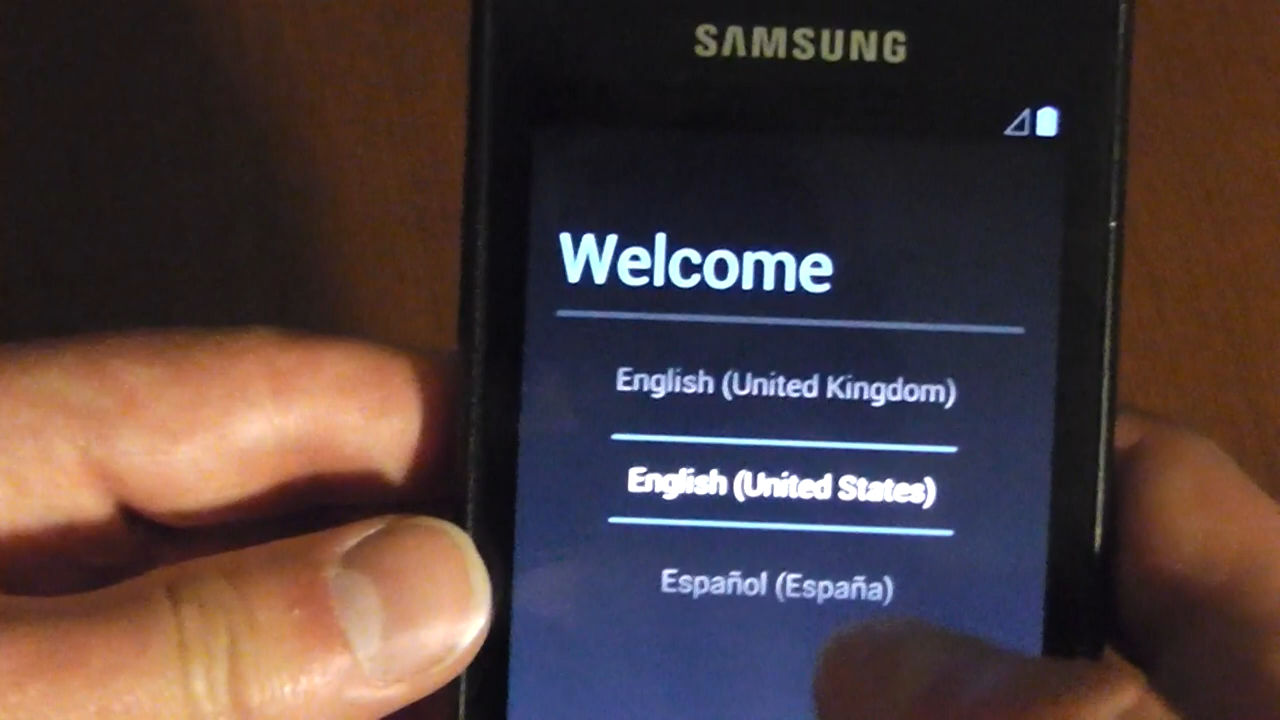 SAMSUNG
Welcome
English (United Kingdom)
English (United States)
Español (España)